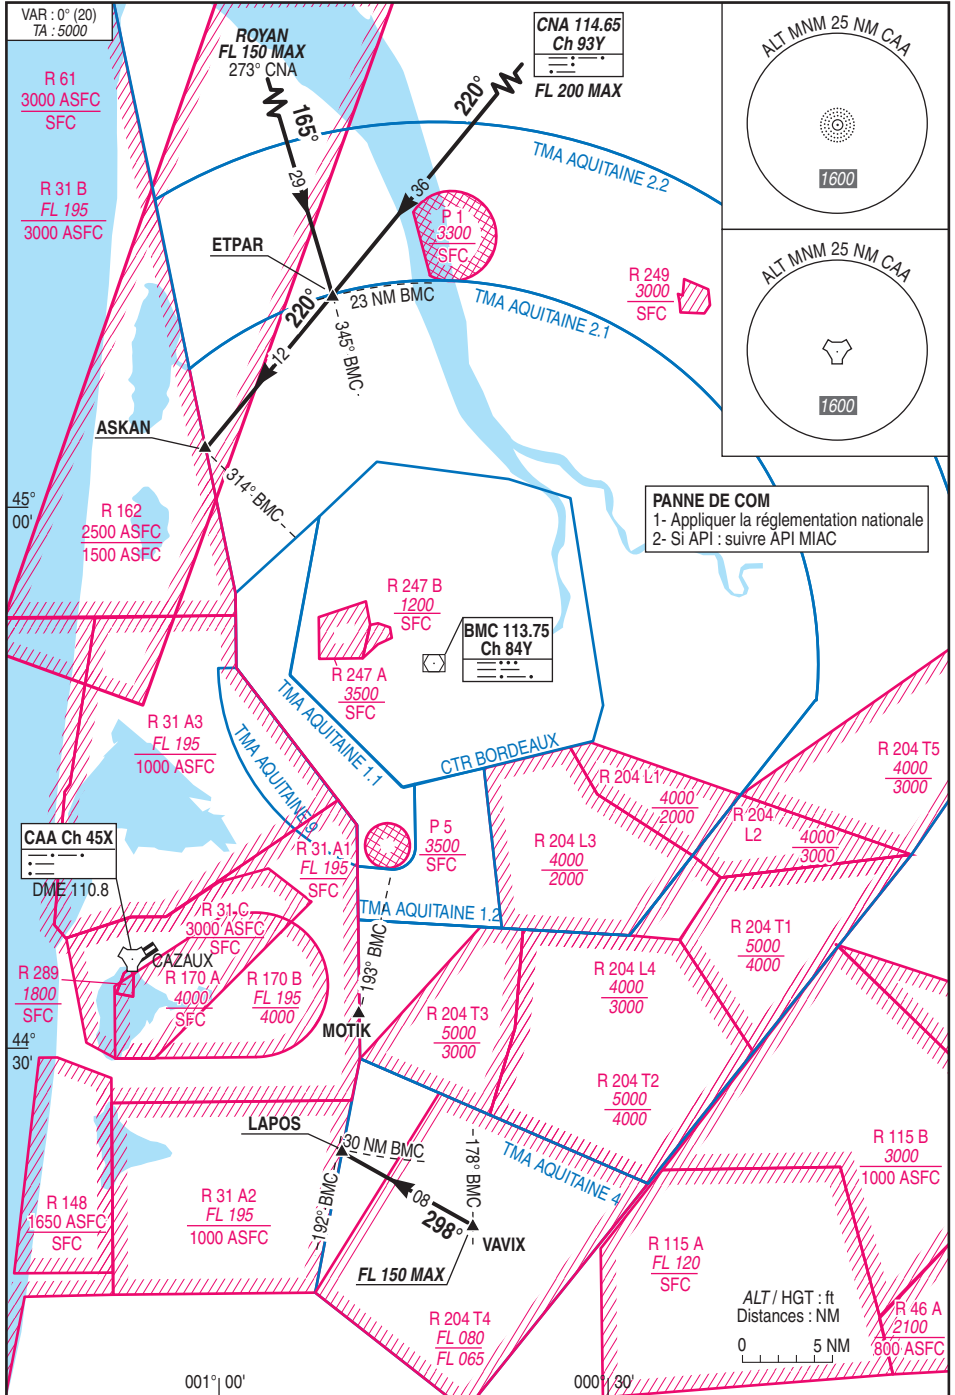 VAR : 0° (20)
TA : 5000
ROYAN
FL 150 MAX
273° CNA
CNA 114.65
Ch 93Y
FL 200 MAX
ALT MNM 25 NM CAA
1600
ALT MNM 25 NM CAA
1600
R 61
3000 ASFC
SFC
R 31 B
FL 195
3000 ASFC
165°
29
220°
36
TMA AQUITAINE 2.2
P 1
3300
SFC
ETPAR
23 NM BMC
TMA AQUITAINE 2.1
R 249
3000
SFC
220°
12
345° BMC
ASKAN
314° BMC
45°
00'
R 162
2500 ASFC
1500 ASFC
PANNE DE COM
1- Appliquer la réglementation nationale
2- Si API : suivre API MIAC
R 247 B
1200
SFC
BMC 113.75
Ch 84Y
R 247 A
3500
SFC
TMA AQUITAINE 1.1
TMA AQUITAINE 9
CTR BORDEAUX
R 31 A3
FL 195
1000 ASFC
R 204 T5
4000
3000
R 204 L1
4000
2000
R 204
L2
4000
3000
CAA Ch 45X
DME 110.8
P 5
3500
SFC
R 204 L3
4000
2000
R 31 A1
FL 195
SFC
TMA AQUITAINE 1.2
R 31 C
3000 ASFC
SFC
R 204 T1
5000
4000
CAZAUX
R 289
1800
SFC
R 170 A
4000
SFC
R 170 B
FL 195
4000
193° BMC
MOTIK
R 204 L4
4000
3000
R 204 T3
5000
3000
44°
30'
R 204 T2
5000
4000
LAPOS
30 NM BMC
178° BMC
TMA AQUITAINE 4
R 115 B
3000
1000 ASFC
R 148
1650 ASFC
SFC
R 31 A2
FL 195
1000 ASFC
192° BMC
08
298°
VAVIX
FL 150 MAX
R 115 A
FL 120
SFC
R 204 T4
FL 080
FL 065
ALT / HGT : ft
Distances : NM
0 5 NM
R 46 A
2100
800 ASFC
001° 00'
000° 30'